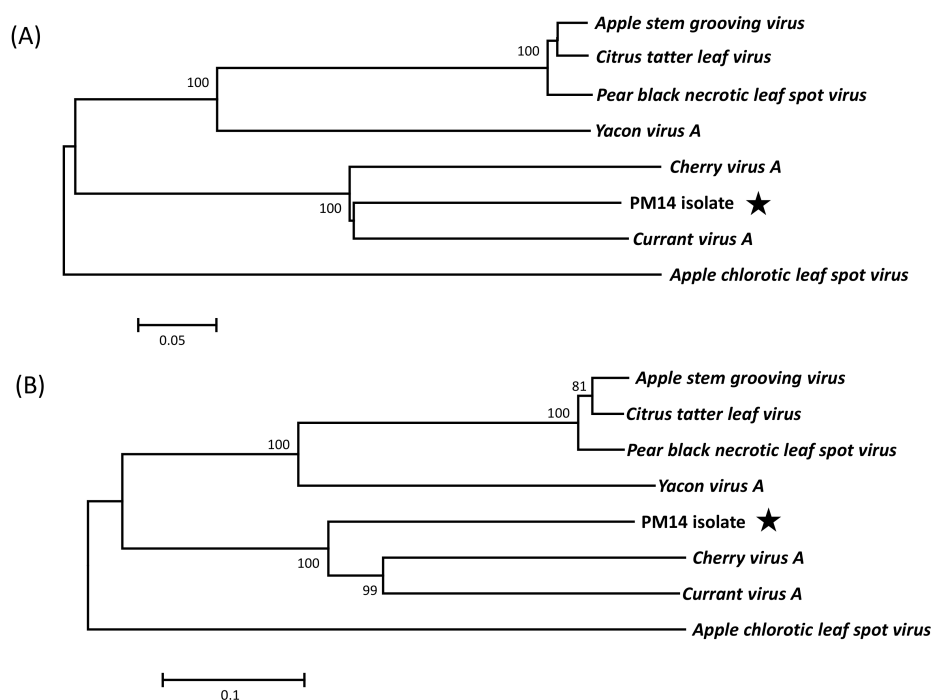 (A)
Apple stem grooving virus
100
Citrus tatter leaf virus
100
Pear black necrotic leaf spot virus
Yacon virus A
Cherry virus A
100
PM14 isolate
Currant virus A
Apple chlorotic leaf spot virus
0.05
(B)
81
Apple stem grooving virus
100
Citrus tatter leaf virus
100
Pear black necrotic leaf spot virus
Yacon virus A
PM14 isolate
100
Cherry virus A
99
Currant virus A
Apple chlorotic leaf spot virus
0.1